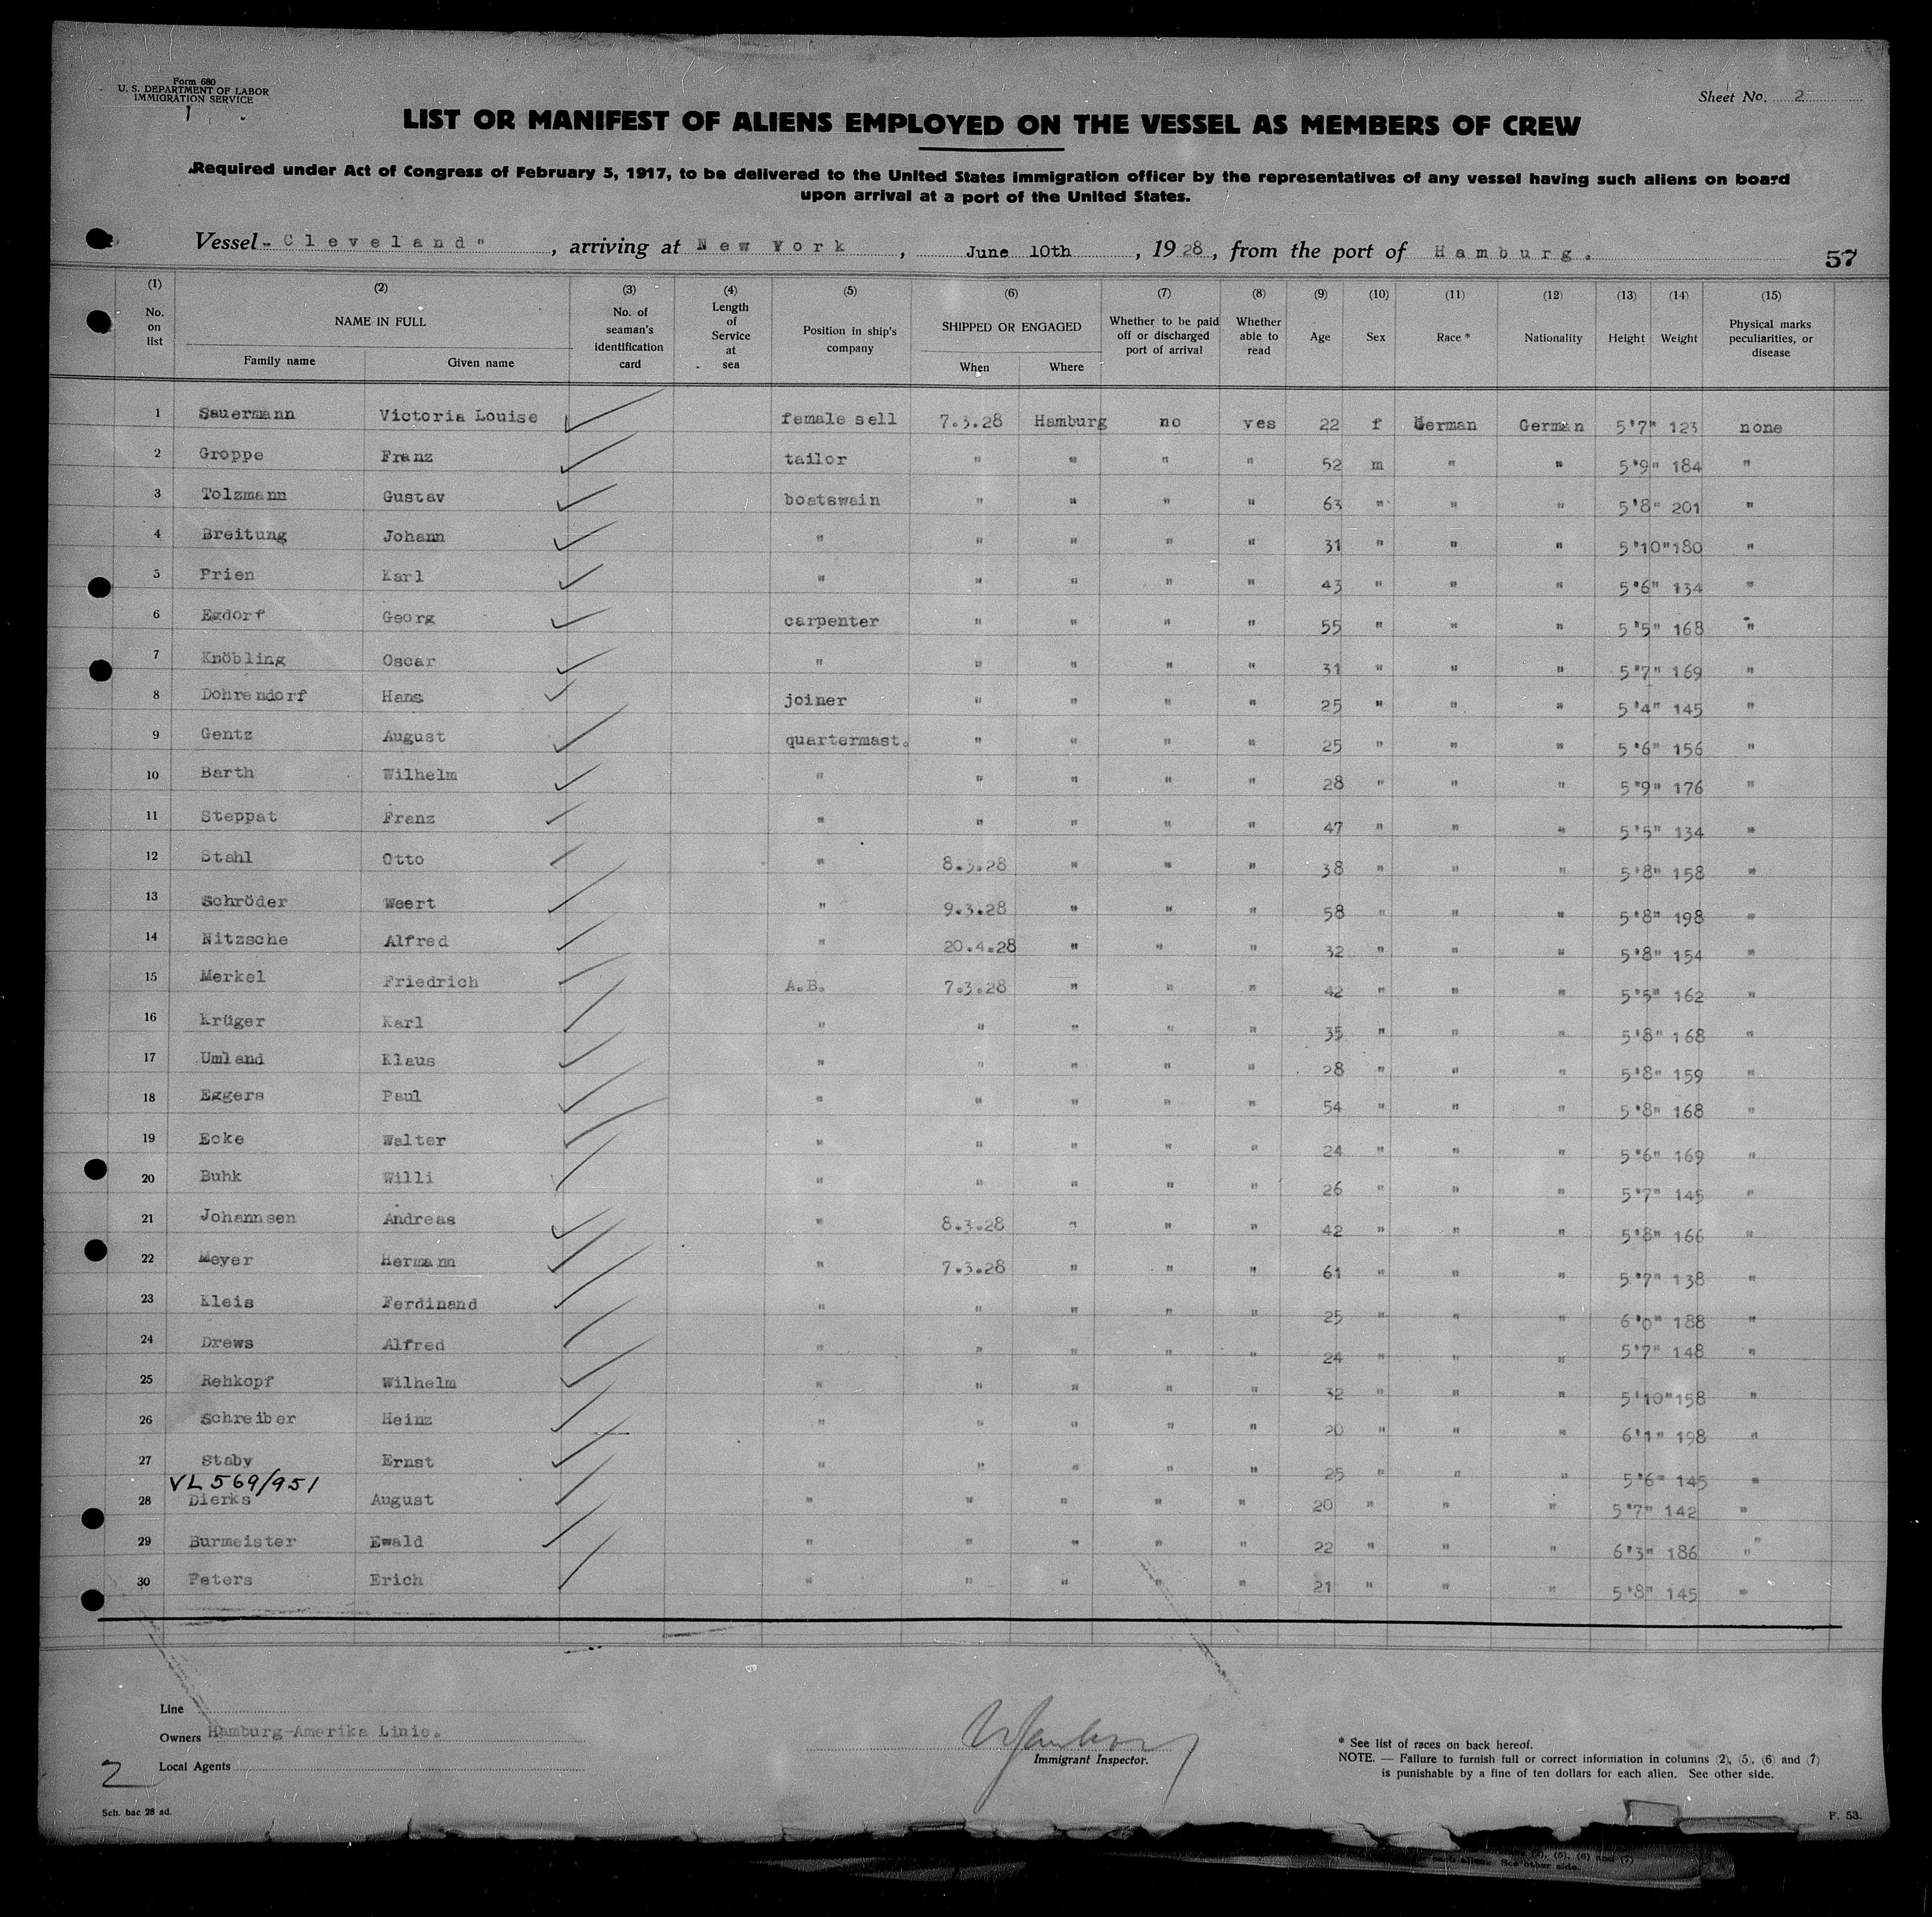 Form 680
U. S. DEPARTMENT OF LABOR
IMMIGRATION SERVICE
1
Sheet No. 2
LIST OR MANIFEST OF ALIENS EMPLOYED ON THE VESSEL AS MEMBERS OF CREW
Required under Act of Congress of February 5, 1917, to be delivered to the United States immigration officer by the representatives of any vessel having such aliens on board
upon arrival at a port of the United States.
Vessel "Cleveland" , arriving at New York , June 10th , 1928 , from the port of Hamburg. 57
(1) (2) (3) (4) (5) (6) (7) (8) (9) (10) (11) (12) (13) (14) (15)
No. on list NAME IN FULL Family name Given name No. of seaman's identification card Length of Service at sea Position in ship's company SHIPPED OR ENGAGED When Where Whether to be paid off or discharged port of arrival Whether able to read Age Sex Race * Nationality Height Weight Physical marks peculiarities, or disease
1 Sauermann Victoria Louise female sell 7.3.28 Hamburg no yes 22 f German German 5'7" 123 none
2 Groppe Franz tailor " " " " 52 m " " 5'9" 184 "
3 Tolzmann Gustav boatswain " " " " 63 " " " 5'8" 201 "
4 Breitung Johann " " " " " 31 " " " 5'10" 180 "
5 Prien Karl " " " " " 43 " " " 5'6" 134 "
6 Egdorf Georg carpenter " " " " 55 " " " 5'5" 168 "
7 Knöbling Oscar " " " " " 31 " " " 5'7" 169 "
8 Dohrendorf Hans joiner " " " " 25 " " " 5'4" 145 "
9 Gentz August quartermast. " " " " 25 " " " 5'6" 156 "
10 Barth Wilhelm " " " " " 28 " " " 5'9" 176 "
11 Steppat Franz " " " " " 47 " " " 5'5" 134 "
12 Stahl Otto " 8.3.28 " " " 38 " " " 5'8" 158 "
13 Schröder Weert " 9.3.28 " " " 58 " " " 5'8" 198 "
14 Nitzsche Alfred " 20.4.28 " " " 32 " " " 5'8" 154 "
15 Merkel Friedrich A.B. 7.3.28 " " " 42 " " " 5'5" 162 "
16 Krüger Karl " " " " " 35 " " " 5'8" 168 "
17 Umland Klaus " " " " " 28 " " " 5'8" 159 "
18 Eggers Paul " " " " " 54 " " " 5'8" 168 "
19 Ecke Walter " " " " " 24 " " " 5'6" 169 "
20 Buhk Willi " " " " " 26 " " " 5'7" 145 "
21 Johannsen Andreas " 8.3.28 " " " 42 " " " 5'8" 166 "
22 Meyer Hermann " 7.3.28 " " " 61 " " " 5'7" 138 "
23 Kleis Ferdinand " " " " " 25 " " " 6'0" 188 "
24 Drews Alfred " " " " " 24 " " " 5'7" 148 "
25 Rehkopf Wilhelm " " " " " 32 " " " 5'10" 158 "
26 Schreiber Heinz " " " " " 20 " " " 6'1" 198 "
27 Staby Ernst " " " " " 25 " " " 5'6" 145 "
VL 569/951
28 Dierks August " " " " " 20 " " " 5'7" 142 "
29 Burmeister Ewald " " " " " 22 " " " 6'3" 186 "
30 Peters Erich " " " " " 21 " " " 5'8" 145 "
Line
Owners Hamburg-Amerika Linie.
Local Agents
2
Immigrant Inspector.
* See list of races on back hereof.
NOTE. — Failure to furnish full or correct information in columns (2), (5), (6) and (7)
is punishable by a fine of ten dollars for each alien. See other side.
Sch. bac 28 ad.
F. 53.
(2), (5), (6) and (7)
each alien. See other side.